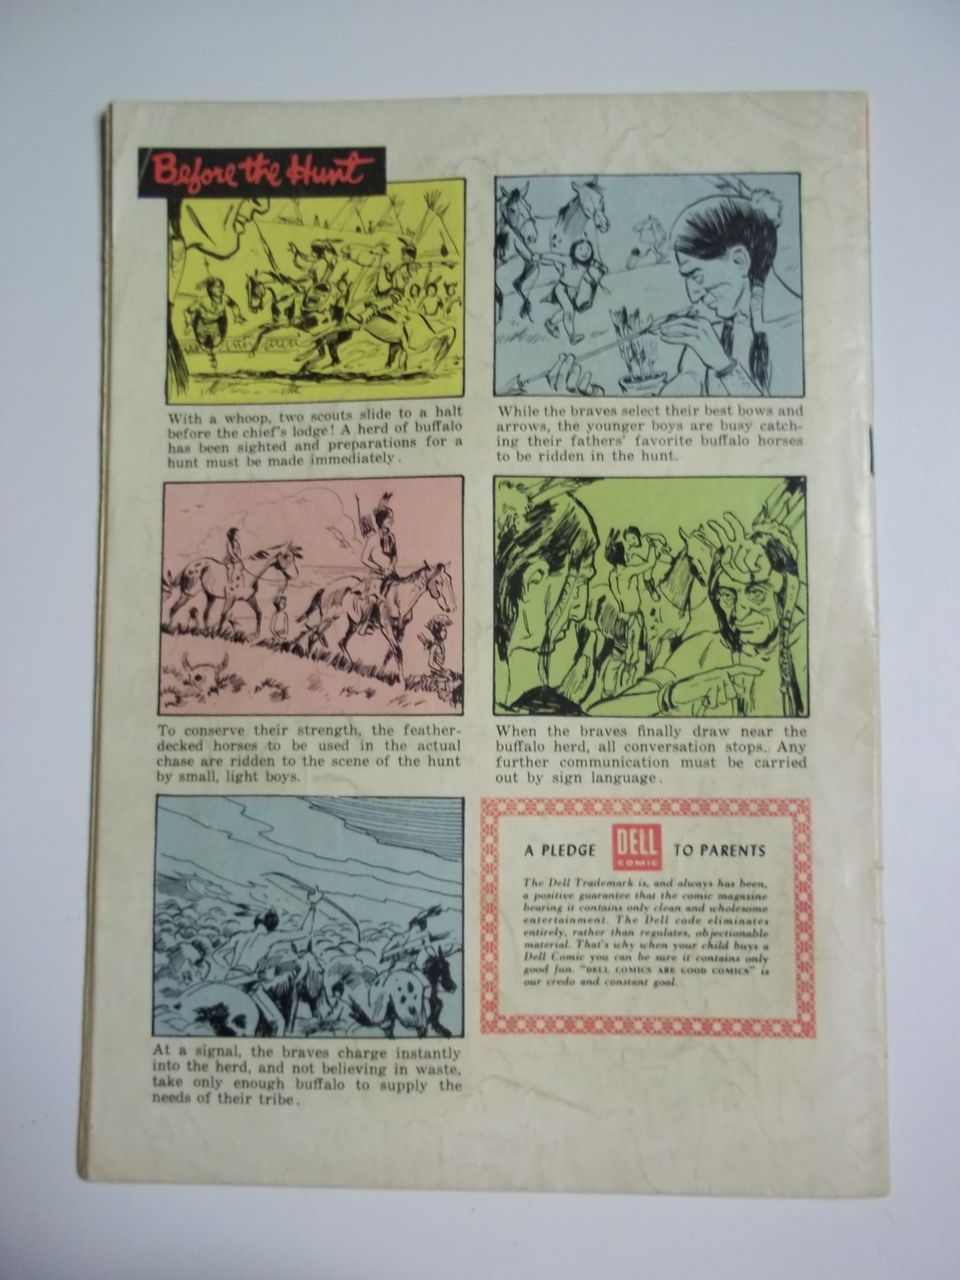 Before the Hunt
With a whoop, two scouts slide to a halt
before the chief's lodge! A herd of buffalo
has been sighted and preparations for a
hunt must be made immediately.
While the braves select their best bows and
arrows, the younger boys are busy catch-
ing their fathers' favorite buffalo horses
to be ridden in the hunt.
To conserve their strength, the feather-
decked horses to be used in the actual
chase are ridden to the scene of the hunt
by small, light boys.
When the braves finally draw near the
buffalo herd, all conversation stops. Any
further communication must be carried
out by sign language.
At a signal, the braves charge instantly
into the herd, and not believing in waste,
take only enough buffalo to supply the
needs of their tribe.
A PLEDGE DELL COMIC TO PARENTS
The Dell Trademark is, and always has been,
a positive guarantee that the comic magazine
bearing it contains only clean and wholesome
entertainment. The Dell code eliminates
entirely, rather than regulates, objectionable
material. That's why when your child buys a
Dell Comic you can be sure it contains only
good fun. "DELL COMICS ARE GOOD COMICS" is
our credo and constant goal.